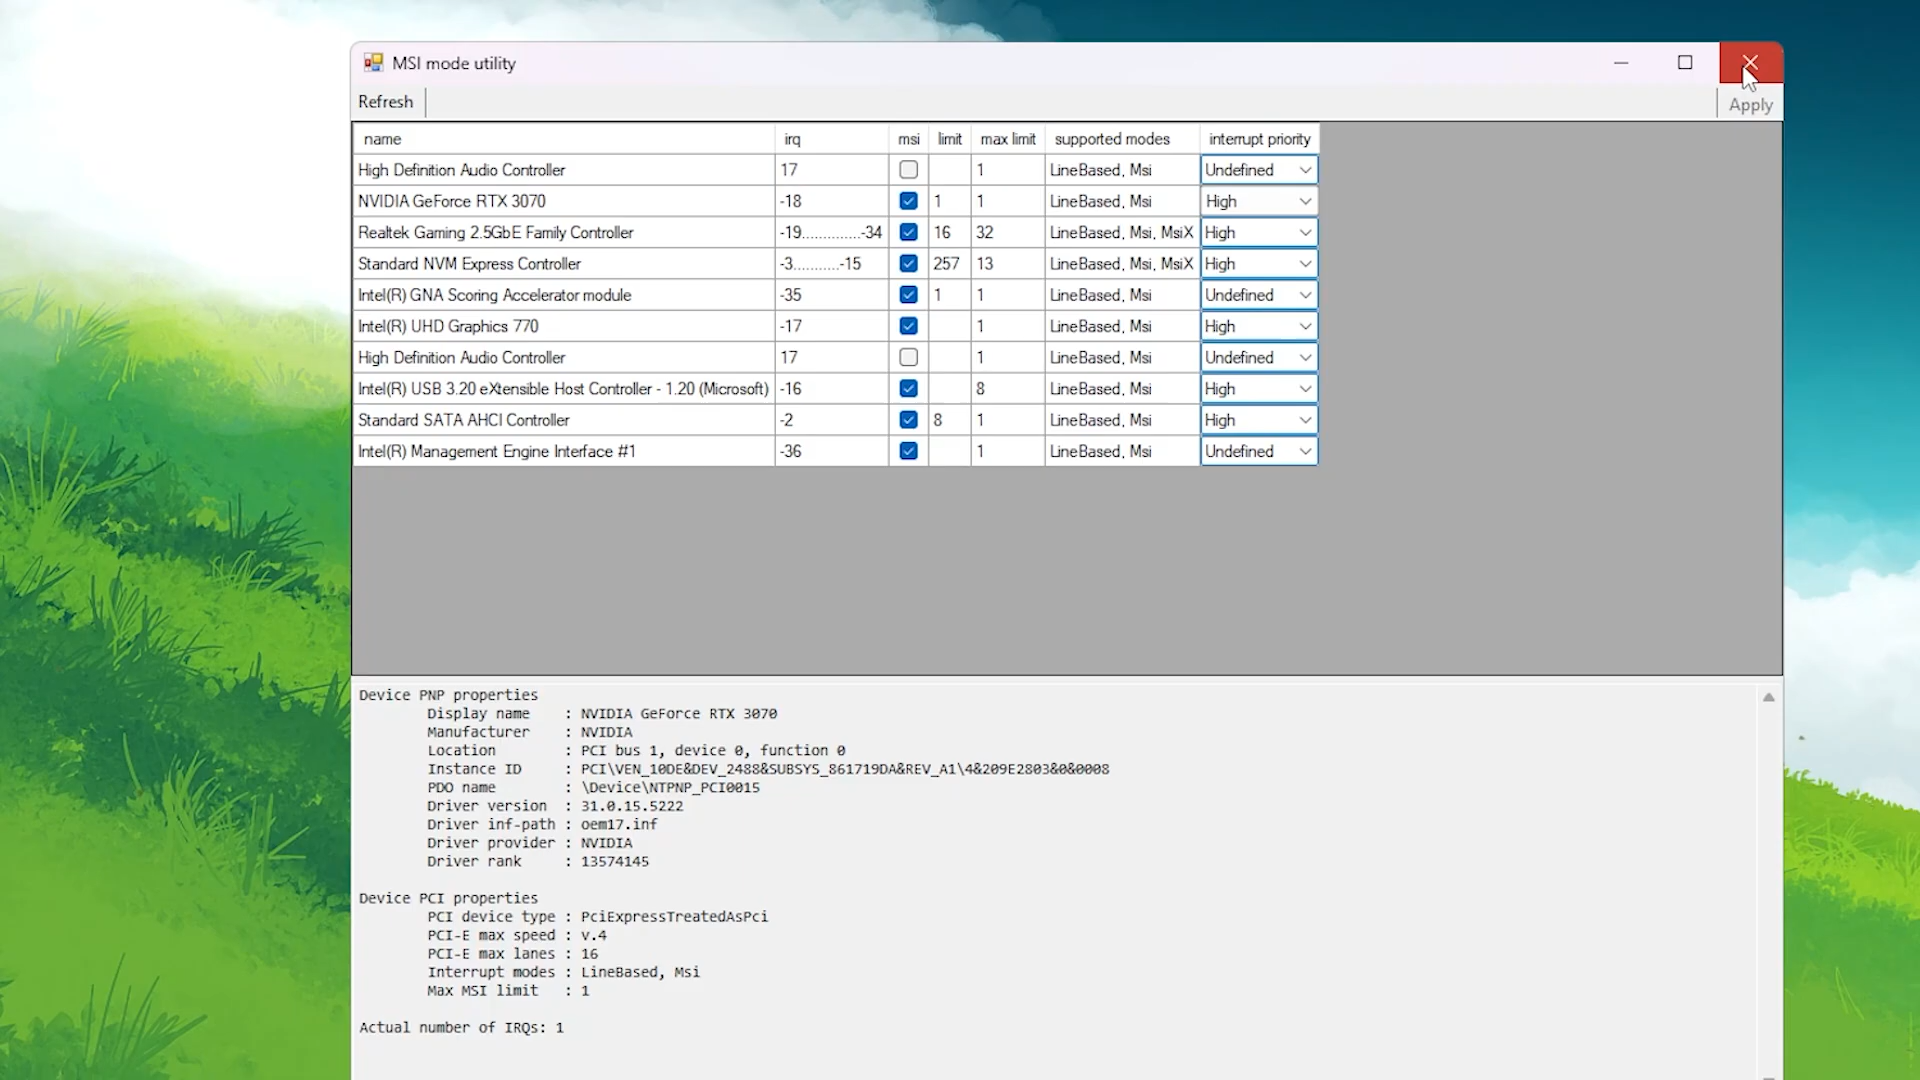 MSI mode utility
Refresh
Apply
name irq msi limit max limit supported modes interrupt priority
High Definition Audio Controller 17 1 LineBased, Msi Undefined
NVIDIA GeForce RTX 3070 -18 1 1 LineBased, Msi High
Realtek Gaming 2.5GbE Family Controller -19..............-34 16 32 LineBased, Msi, MsiX High
Standard NVM Express Controller -3...........-15 257 13 LineBased, Msi, MsiX High
Intel(R) GNA Scoring Accelerator module -35 1 1 LineBased, Msi Undefined
Intel(R) UHD Graphics 770 -17 1 LineBased, Msi High
High Definition Audio Controller 17 1 LineBased, Msi Undefined
Intel(R) USB 3.20 eXtensible Host Controller - 1.20 (Microsoft) -16 8 LineBased, Msi High
Standard SATA AHCI Controller -2 8 1 LineBased, Msi High
Intel(R) Management Engine Interface #1 -36 1 LineBased, Msi Undefined
Device PNP properties
Display name : NVIDIA GeForce RTX 3070
Manufacturer : NVIDIA
Location : PCI bus 1, device 0, function 0
Instance ID : PCI\VEN_10DE&DEV_2488&SUBSYS_861719DA&REV_A1\4&209E2803&0&0008
PDO name : \Device\NTPNP_PCI0015
Driver version : 31.0.15.5222
Driver inf-path : oem17.inf
Driver provider : NVIDIA
Driver rank : 13574145
Device PCI properties
PCI device type : PciExpressTreatedAsPci
PCI-E max speed : v.4
PCI-E max lanes : 16
Interrupt modes : LineBased, Msi
Max MSI limit : 1
Actual number of IRQs: 1